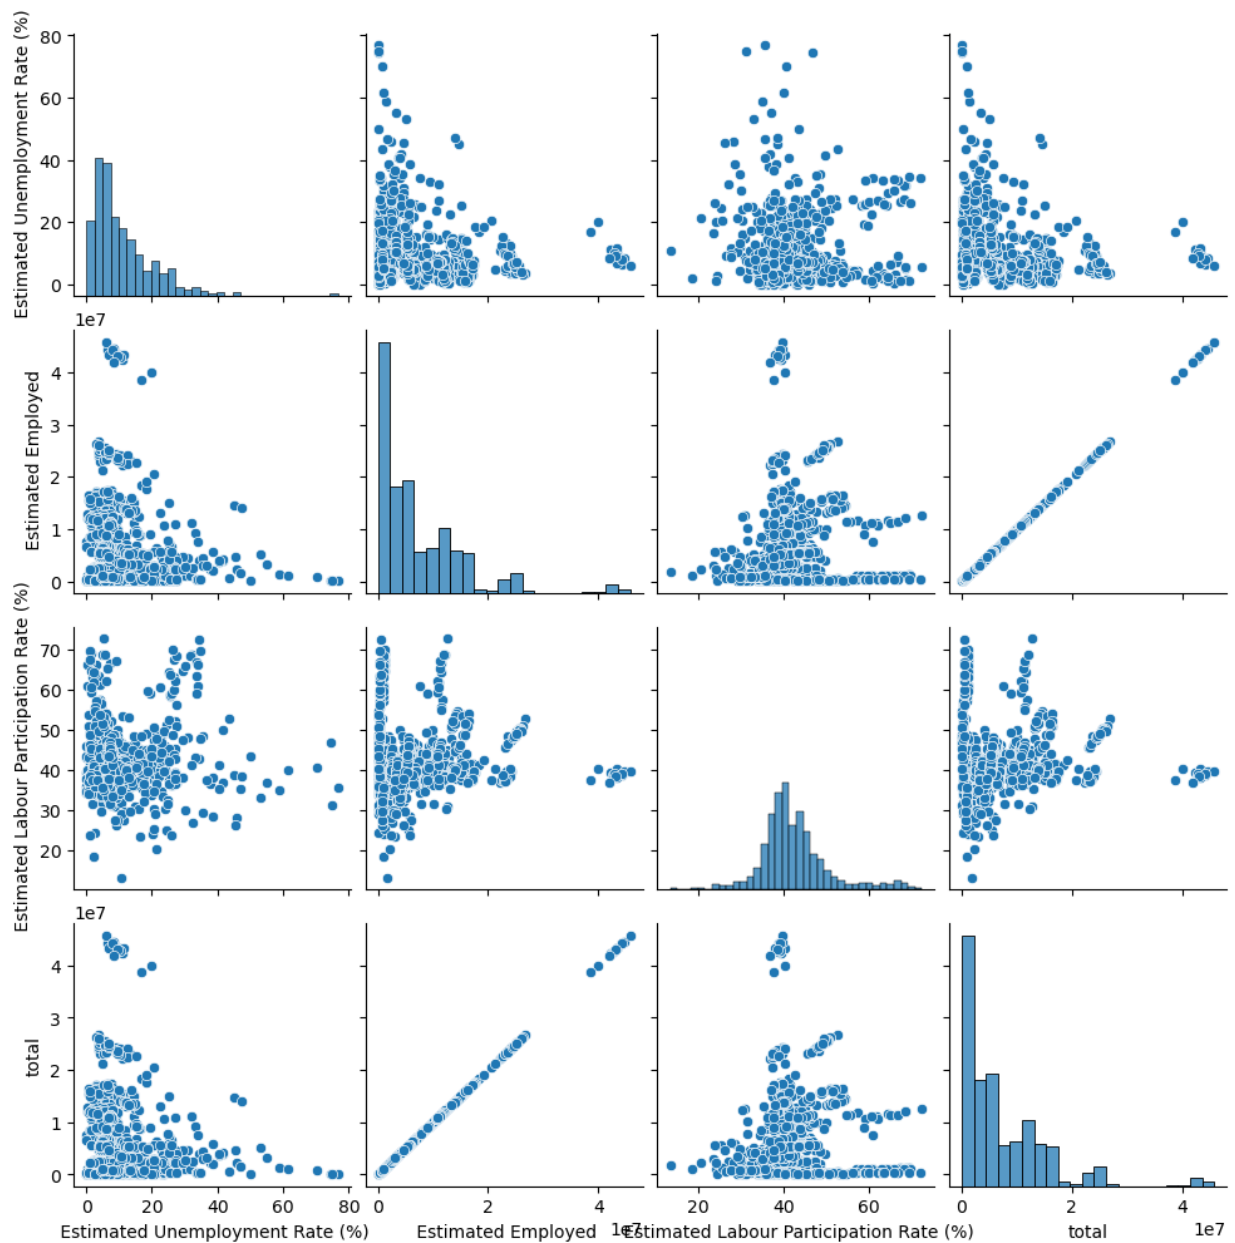 Estimated Unemployment Rate (%)
80
60
40
20
0
1e7
Estimated Employed
4
3
2
1
0
Estimated Labour Participation Rate (%)
70
60
50
40
30
20
1e7
total
4
3
2
1
0
0 20 40 60 80
Estimated Unemployment Rate (%)
0 2 4
Estimated Employed 1e7
20 40 60
Estimated Labour Participation Rate (%)
0 2 4
total 1e7